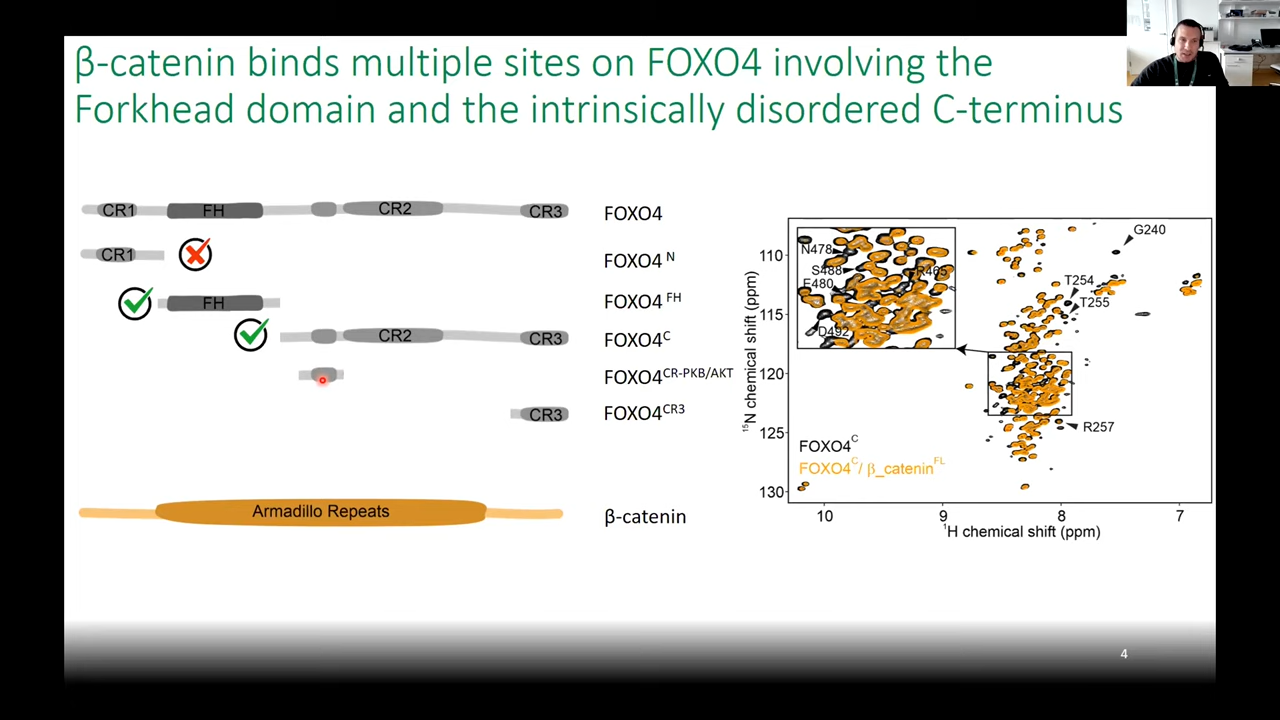 β-catenin binds multiple sites on FOXO4 involving the
Forkhead domain and the intrinsically disordered C-terminus
CR1 FH CR2 CR3 FOXO4
CR1 FOXO4 N
FH FOXO4 FH
CR2 CR3 FOXO4C
FOXO4CR-PKB/AKT
CR3 FOXO4CR3
Armadillo Repeats β-catenin
G240
N478
S488 R465
E480
D492
T254
T255
R257
FOXO4C
FOXO4C/ β_cateninFL
110
115
120
125
130
15N chemical shift (ppm)
10 9 8 7
1H chemical shift (ppm)
4